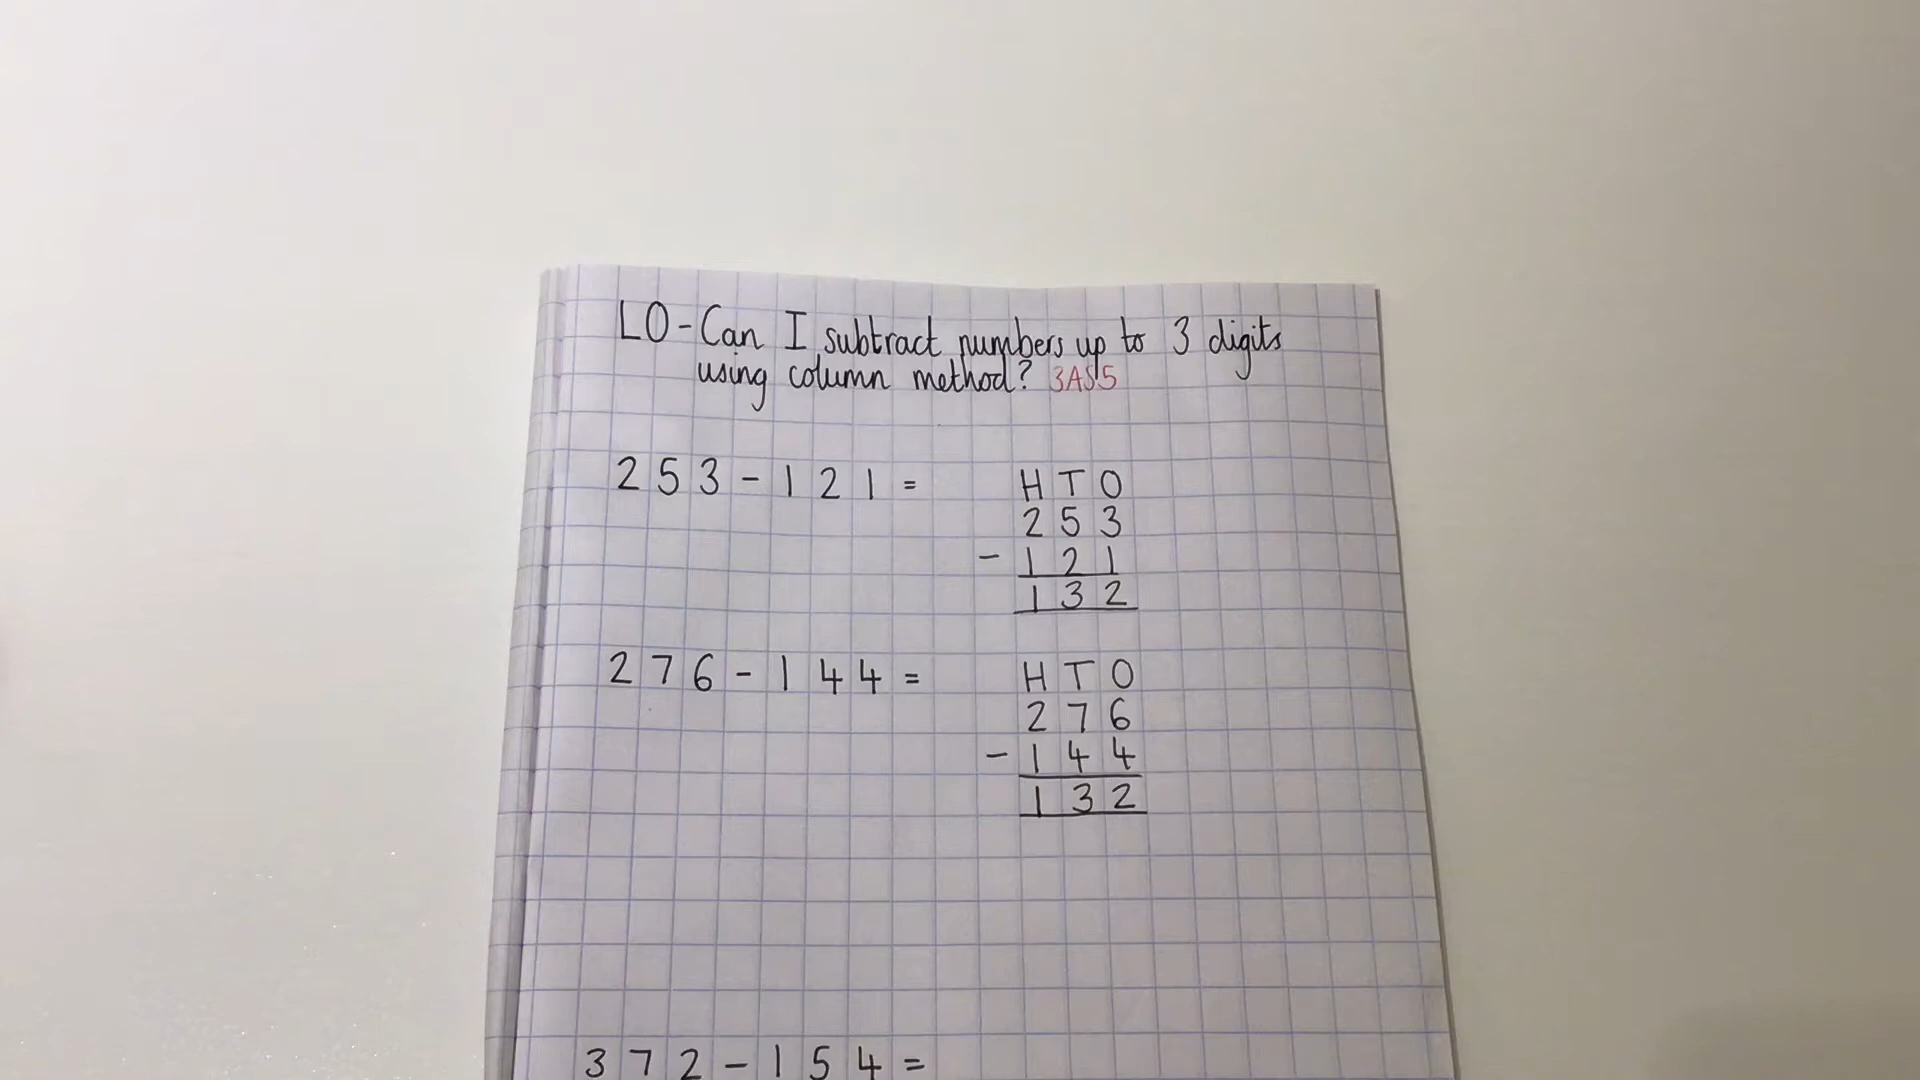 LO - Can I subtract numbers up to 3 digits
using column method? 3AS5
253 - 121 =
HTO
253
- 121
132
276 - 144 =
HTO
276
- 144
132
372 - 154 =